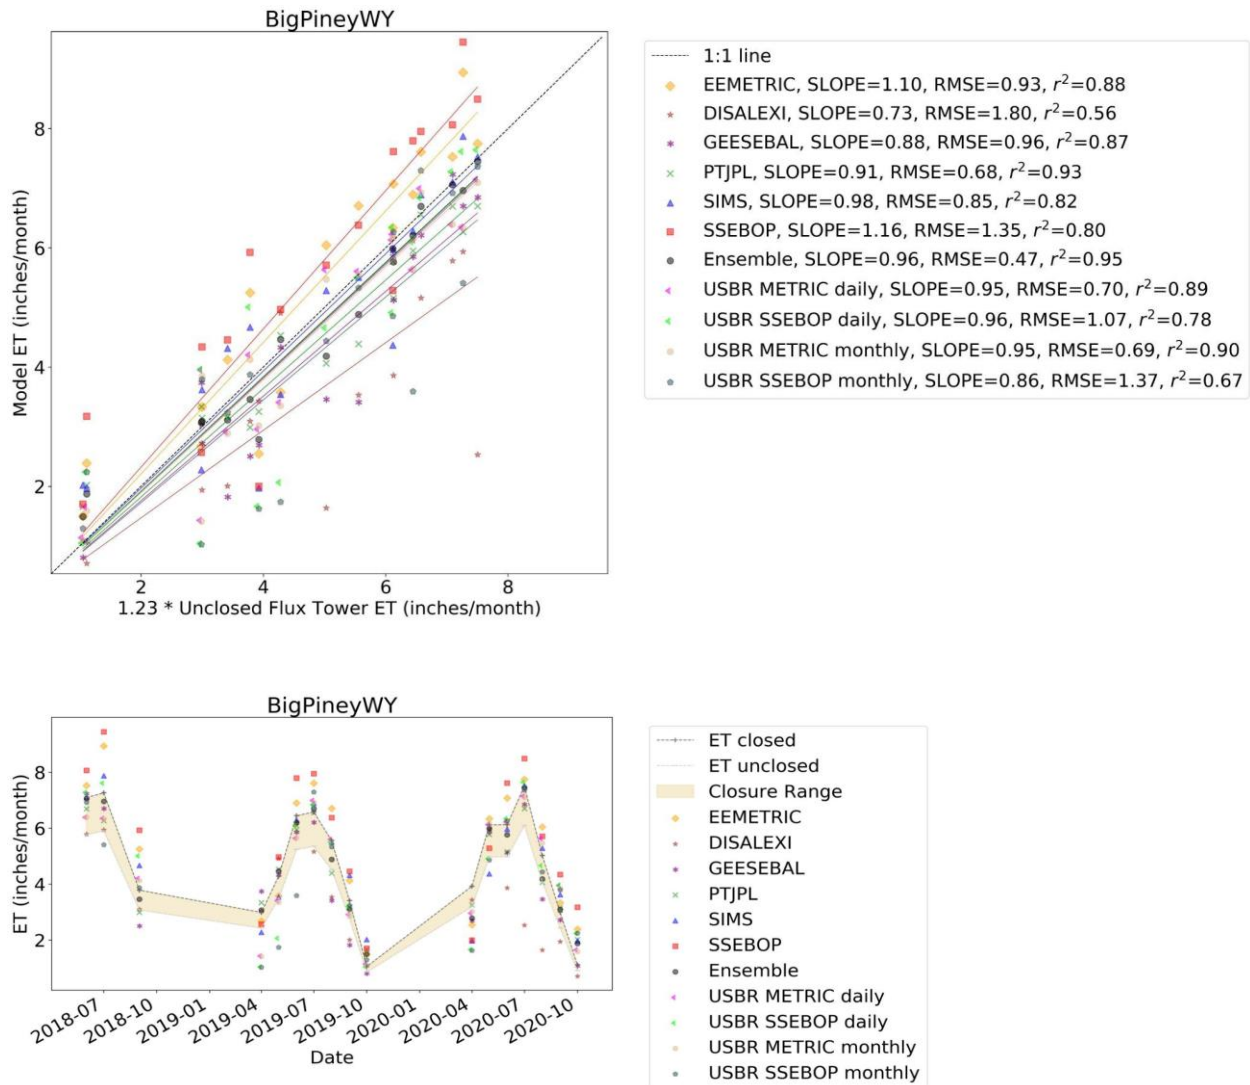 BigPineyWY
8
6
4
2
Model ET (inches/month)
2 4 6 8
1.23 * Unclosed Flux Tower ET (inches/month)
1:1 line
EEMETRIC, SLOPE=1.10, RMSE=0.93, r²=0.88
DISALEXI, SLOPE=0.73, RMSE=1.80, r²=0.56
GEESEBAL, SLOPE=0.88, RMSE=0.96, r²=0.87
PTJPL, SLOPE=0.91, RMSE=0.68, r²=0.93
SIMS, SLOPE=0.98, RMSE=0.85, r²=0.82
SSEBOP, SLOPE=1.16, RMSE=1.35, r²=0.80
Ensemble, SLOPE=0.96, RMSE=0.47, r²=0.95
USBR METRIC daily, SLOPE=0.95, RMSE=0.70, r²=0.89
USBR SSEBOP daily, SLOPE=0.96, RMSE=1.07, r²=0.78
USBR METRIC monthly, SLOPE=0.95, RMSE=0.69, r²=0.90
USBR SSEBOP monthly, SLOPE=0.86, RMSE=1.37, r²=0.67
BigPineyWY
8
6
4
2
ET (inches/month)
2018-07 2018-10 2019-01 2019-04 2019-07 2019-10 2020-01 2020-04 2020-07 2020-10
Date
ET closed
ET unclosed
Closure Range
EEMETRIC
DISALEXI
GEESEBAL
PTJPL
SIMS
SSEBOP
Ensemble
USBR METRIC daily
USBR SSEBOP daily
USBR METRIC monthly
USBR SSEBOP monthly